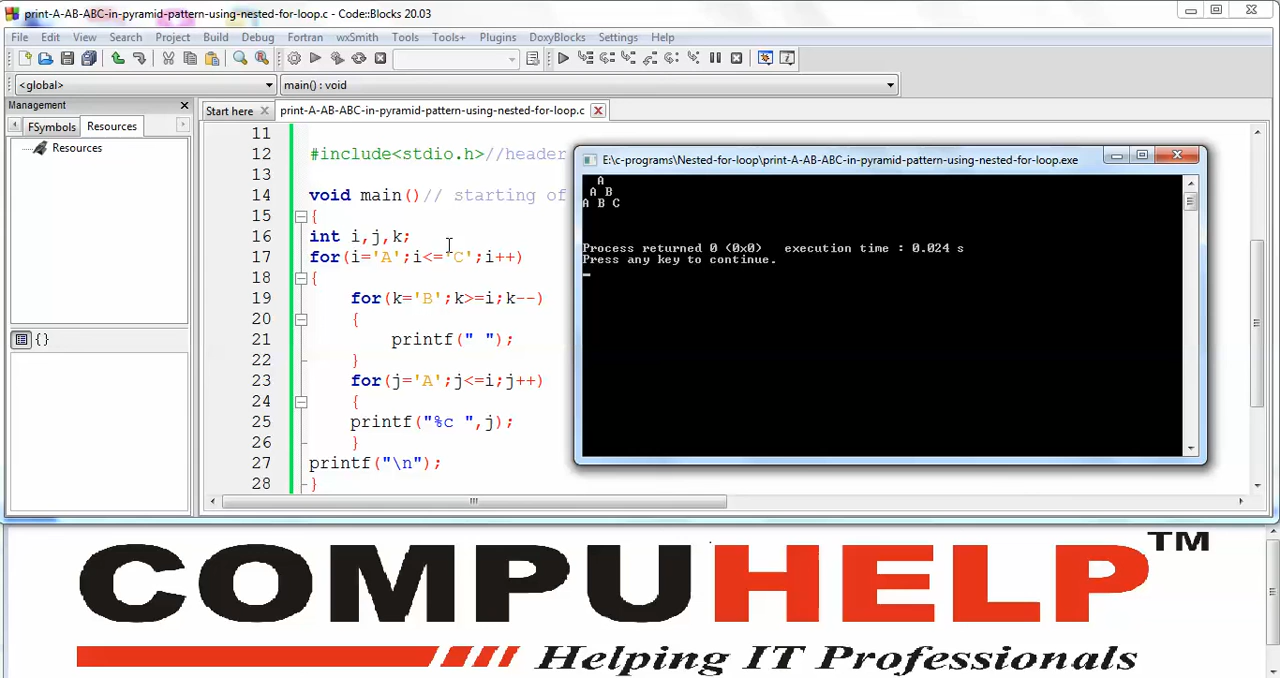 print-A-AB-ABC-in-pyramid-pattern-using-nested-for-loop.c - Code::Blocks 20.03
File Edit View Search Project Build Debug Fortran wxSmith Tools Tools+ Plugins DoxyBlocks Settings Help
<global> main() : void
Management
Start here print-A-AB-ABC-in-pyramid-pattern-using-nested-for-loop.c
FSymbols Resources
Resources
11
12 #include<stdio.h>//header
13
14 void main()// starting of
15 {
16 int i,j,k;
17 for(i='A';i<='C';i++)
18 {
19 for(k='B';k>=i;k--)
20 {
21 printf(" ");
22 }
23 for(j='A';j<=i;j++)
24 {
25 printf("%c ",j);
26 }
27 printf("\n");
28 }
{}
E:\c-programs\Nested-for-loop\print-A-AB-ABC-in-pyramid-pattern-using-nested-for-loop.exe
A
A B
A B C
Process returned 0 (0x0) execution time : 0.024 s
Press any key to continue.
COMPUHELP TM
Helping IT Professionals